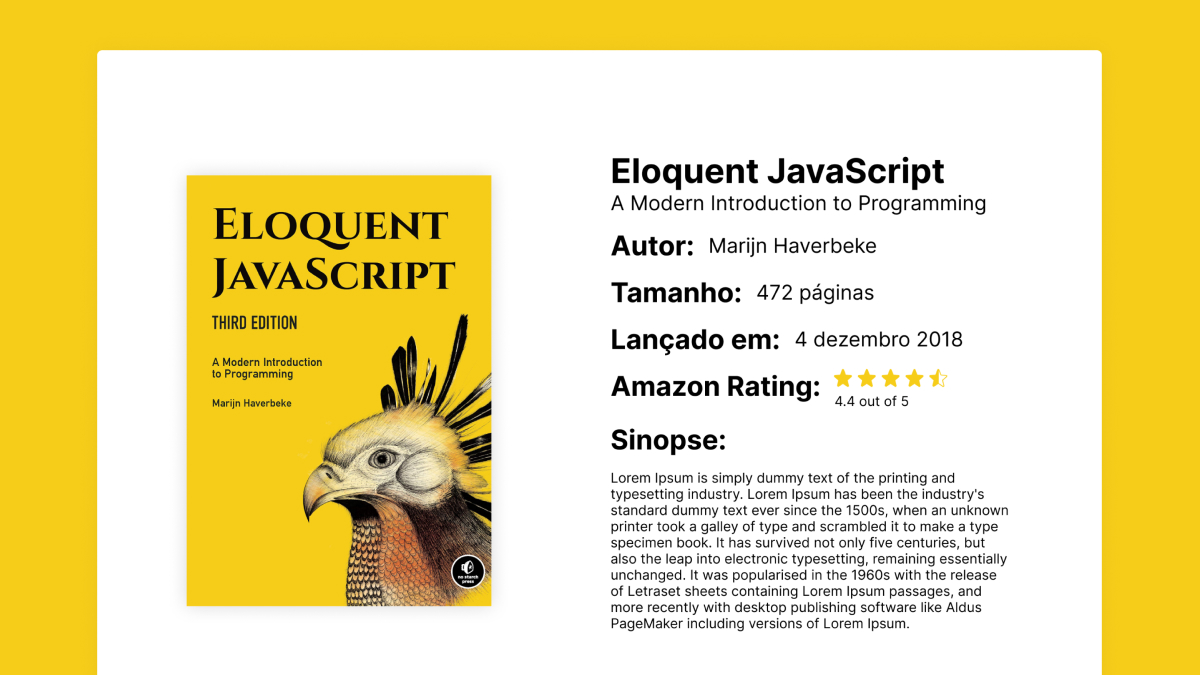 ELOQUENT
JAVASCRIPT
THIRD EDITION
A Modern Introduction
to Programming
Marijn Haverbeke
no starch
press
Eloquent JavaScript
A Modern Introduction to Programming
Autor: Marijn Haverbeke
Tamanho: 472 páginas
Lançado em: 4 dezembro 2018
Amazon Rating:
4.4 out of 5
Sinopse:
Lorem Ipsum is simply dummy text of the printing and
typesetting industry. Lorem Ipsum has been the industry's
standard dummy text ever since the 1500s, when an unknown
printer took a galley of type and scrambled it to make a type
specimen book. It has survived not only five centuries, but
also the leap into electronic typesetting, remaining essentially
unchanged. It was popularised in the 1960s with the release
of Letraset sheets containing Lorem Ipsum passages, and
more recently with desktop publishing software like Aldus
PageMaker including versions of Lorem Ipsum.